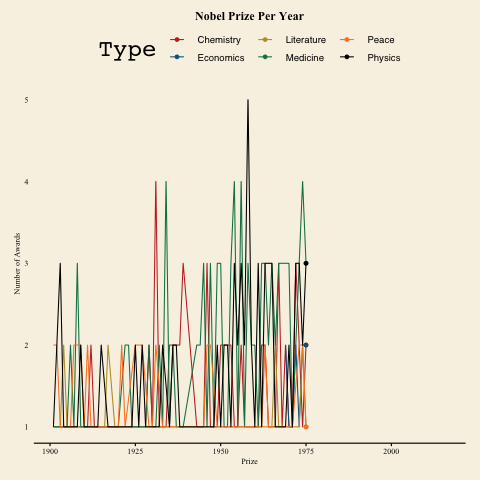 Nobel Prize Per Year
Type
Chemistry
Literature
Peace
Economics
Medicine
Physics
Number of Awards
5
4
3
2
1
1900
1925
1950
1975
2000
Prize